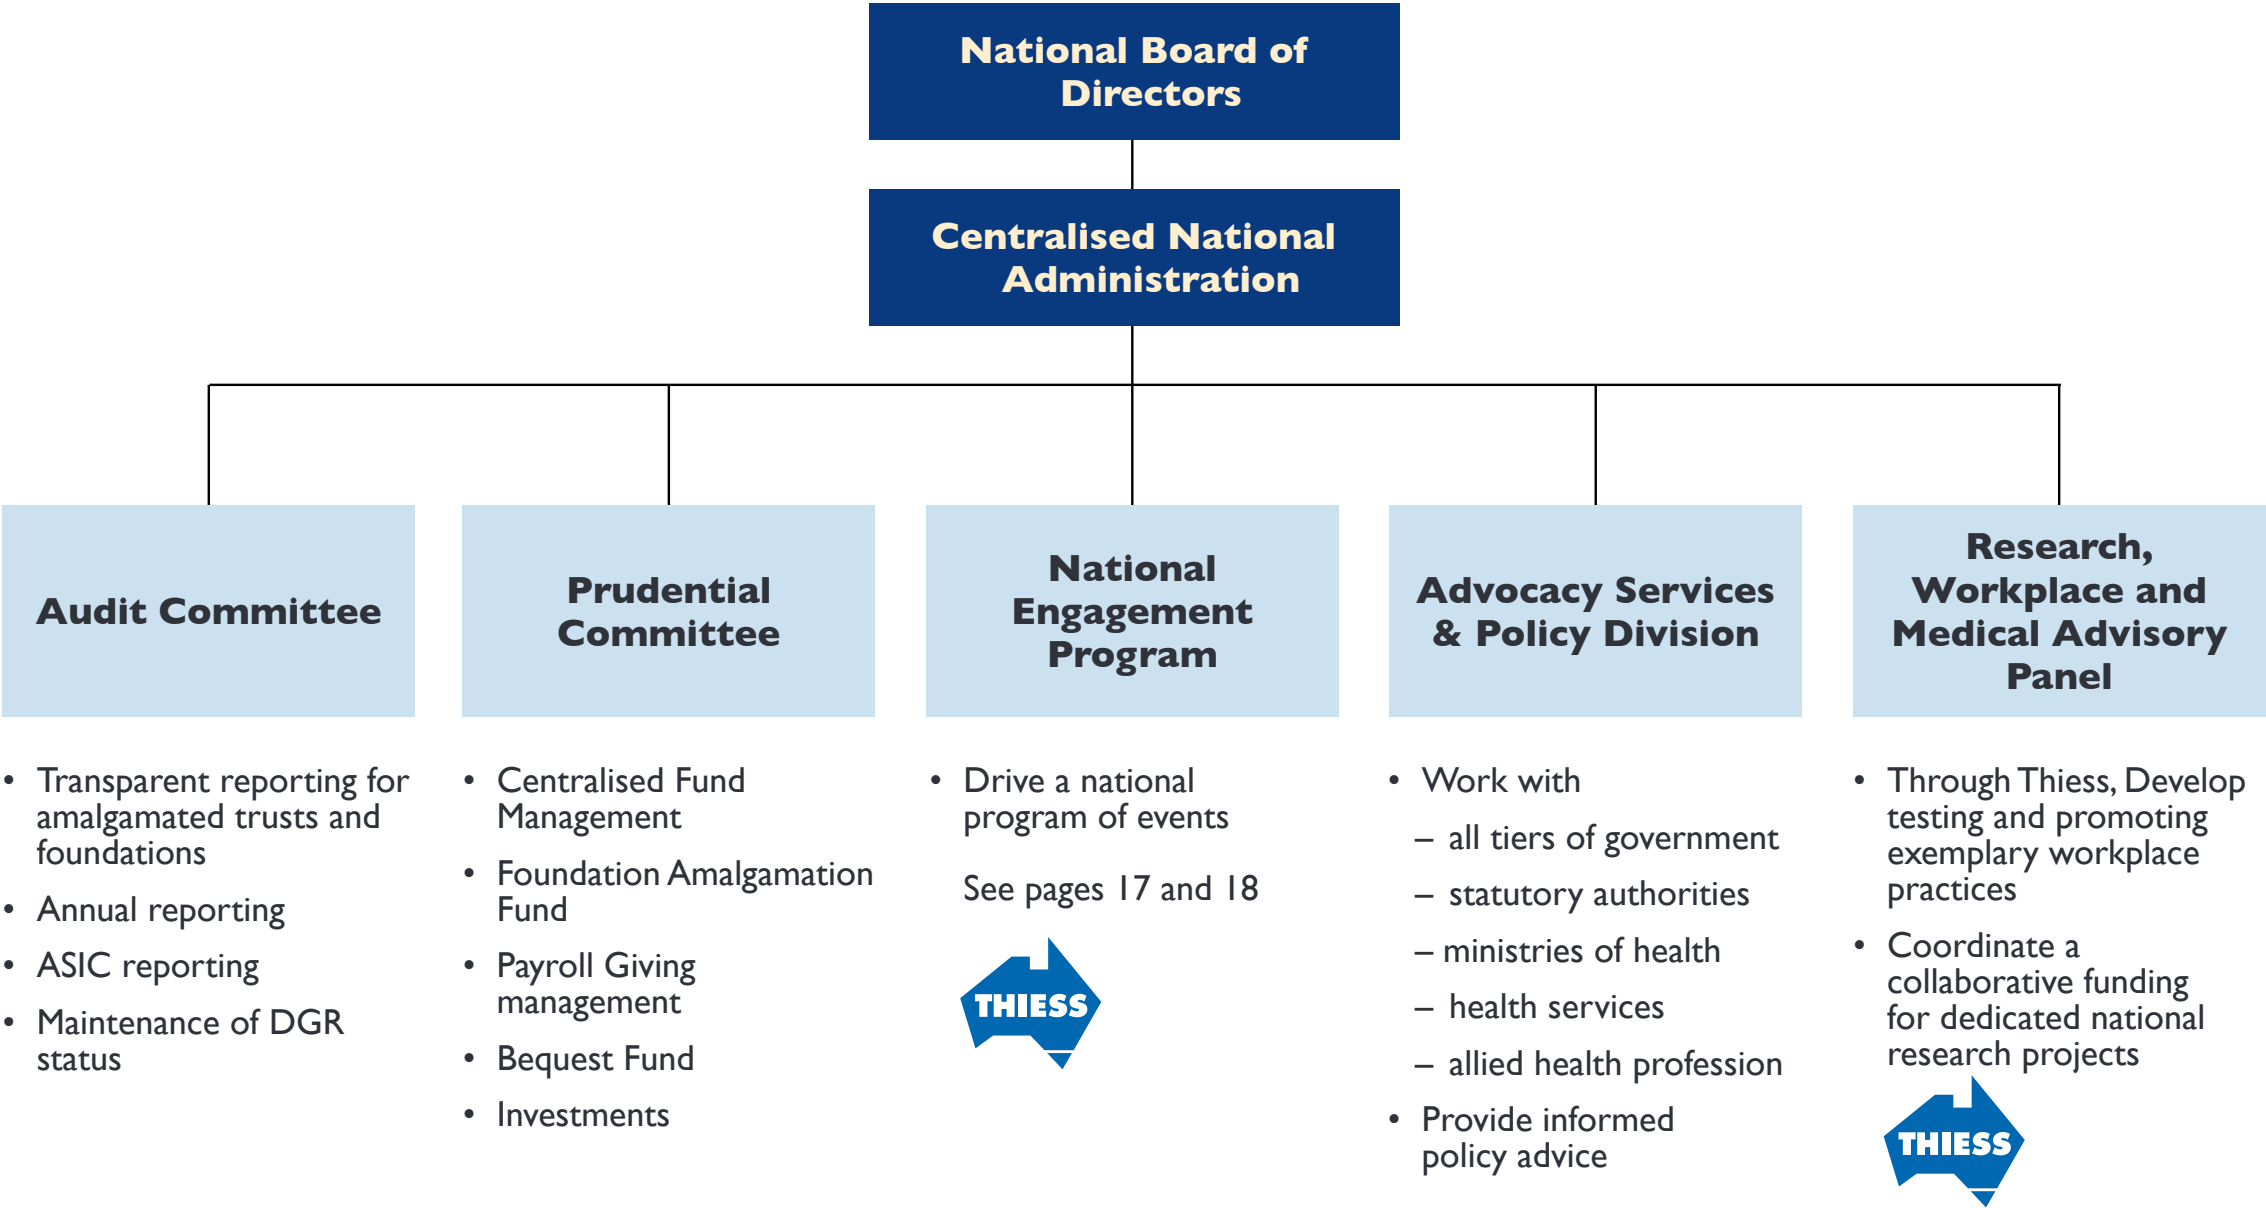 National Board of
Directors
Centralised National
Administration
Audit Committee
Prudential
Committee
National
Engagement
Program
Advocacy Services
& Policy Division
Research,
Workplace and
Medical Advisory
Panel
• Transparent reporting for
amalgamated trusts and
foundations
• Annual reporting
• ASIC reporting
• Maintenance of DGR
status
• Centralised Fund
Management
• Foundation Amalgamation
Fund
• Payroll Giving
management
• Bequest Fund
• Investments
• Drive a national
program of events
See pages 17 and 18
THIESS
• Work with
– all tiers of government
– statutory authorities
– ministries of health
– health services
– allied health profession
• Provide informed
policy advice
• Through Thiess, Develop
testing and promoting
exemplary workplace
practices
• Coordinate a
collaborative funding
for dedicated national
research projects
THIESS